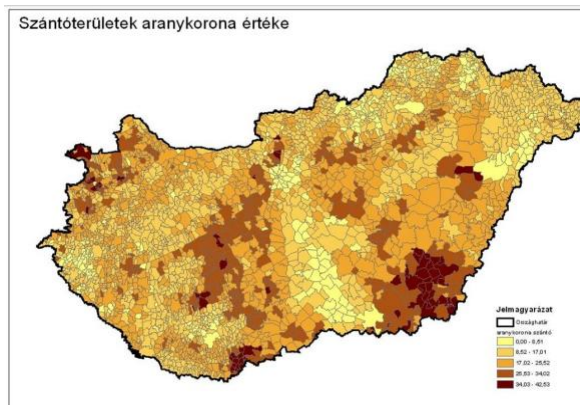 Szántóterületek aranykorona értéke
Jelmagyarázat
Országhatár
aranykorona szántó
0,00 - 8,51
8,52 - 17,01
17,02 - 25,52
25,53 - 34,02
34,03 - 42,53